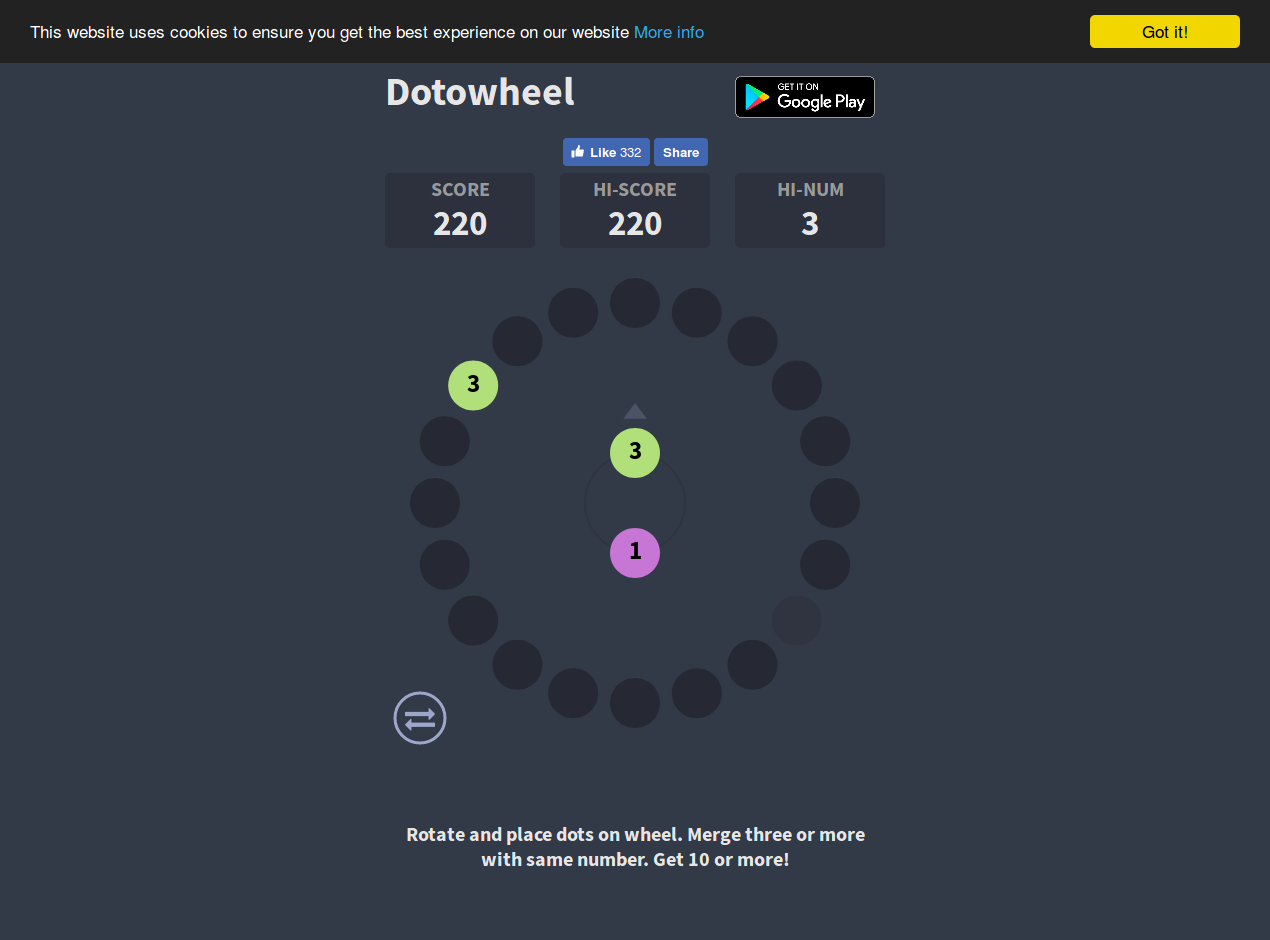 This website uses cookies to ensure you get the best experience on our website More info
Got it!
Dotowheel
GET IT ON
Google Play
Like 332
Share
SCORE
220
HI-SCORE
220
HI-NUM
3
3
3
1
Rotate and place dots on wheel. Merge three or more
with same number. Get 10 or more!